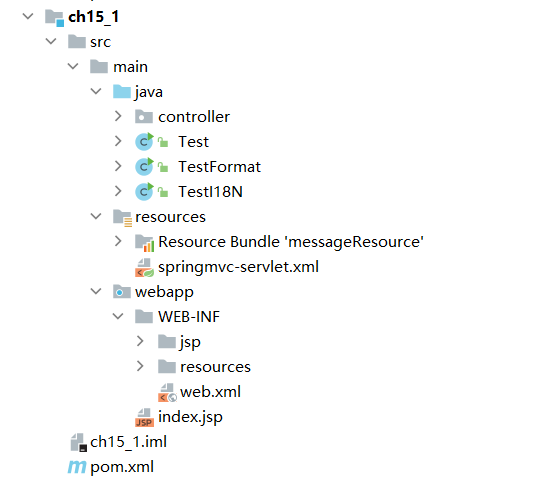 ch15_1
src
main
java
controller
Test
TestFormat
TestI18N
resources
Resource Bundle 'messageResource'
springmvc-servlet.xml
webapp
WEB-INF
jsp
resources
web.xml
index.jsp
ch15_1.iml
pom.xml